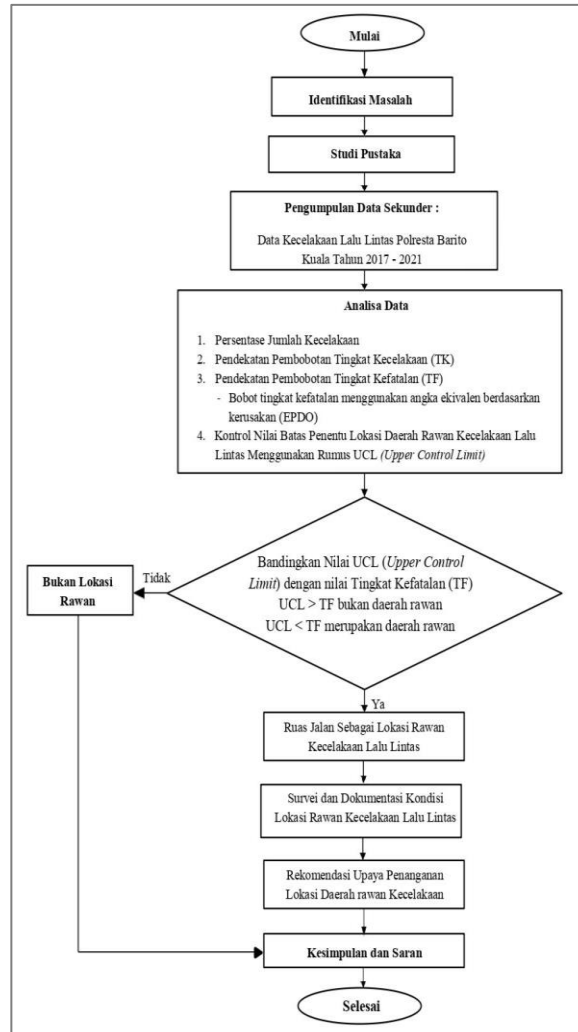 Mulai
Identifikasi Masalah
Studi Pustaka
Pengumpulan Data Sekunder :
Data Kecelakaan Lalu Lintas Polresta Barito
Kuala Tahun 2017 - 2021
Analisa Data
1. Persentase Jumlah Kecelakaan
2. Pendekatan Pembobotan Tingkat Kecelakaan (TK)
3. Pendekatan Pembobotan Tingkat Kefatalan (TF)
- Bobot tingkat kefatalan menggunakan angka ekivalen berdasarkan
kerusakan (EPDO)
4. Kontrol Nilai Batas Penentu Lokasi Daerah Rawan Kecelakaan Lalu
Lintas Menggunakan Rumus UCL (Upper Control Limit)
Bandingkan Nilai UCL (Upper Control
Limit) dengan nilai Tingkat Kefatalan (TF)
UCL > TF bukan daerah rawan
UCL < TF merupakan daerah rawan
Tidak
Bukan Lokasi
Rawan
Ya
Ruas Jalan Sebagai Lokasi Rawan
Kecelakaan Lalu Lintas
Survei dan Dokumentasi Kondisi
Lokasi Rawan Kecelakaan Lalu Lintas
Rekomendasi Upaya Penanganan
Lokasi Daerah rawan Kecelakaan
Kesimpulan dan Saran
Selesai